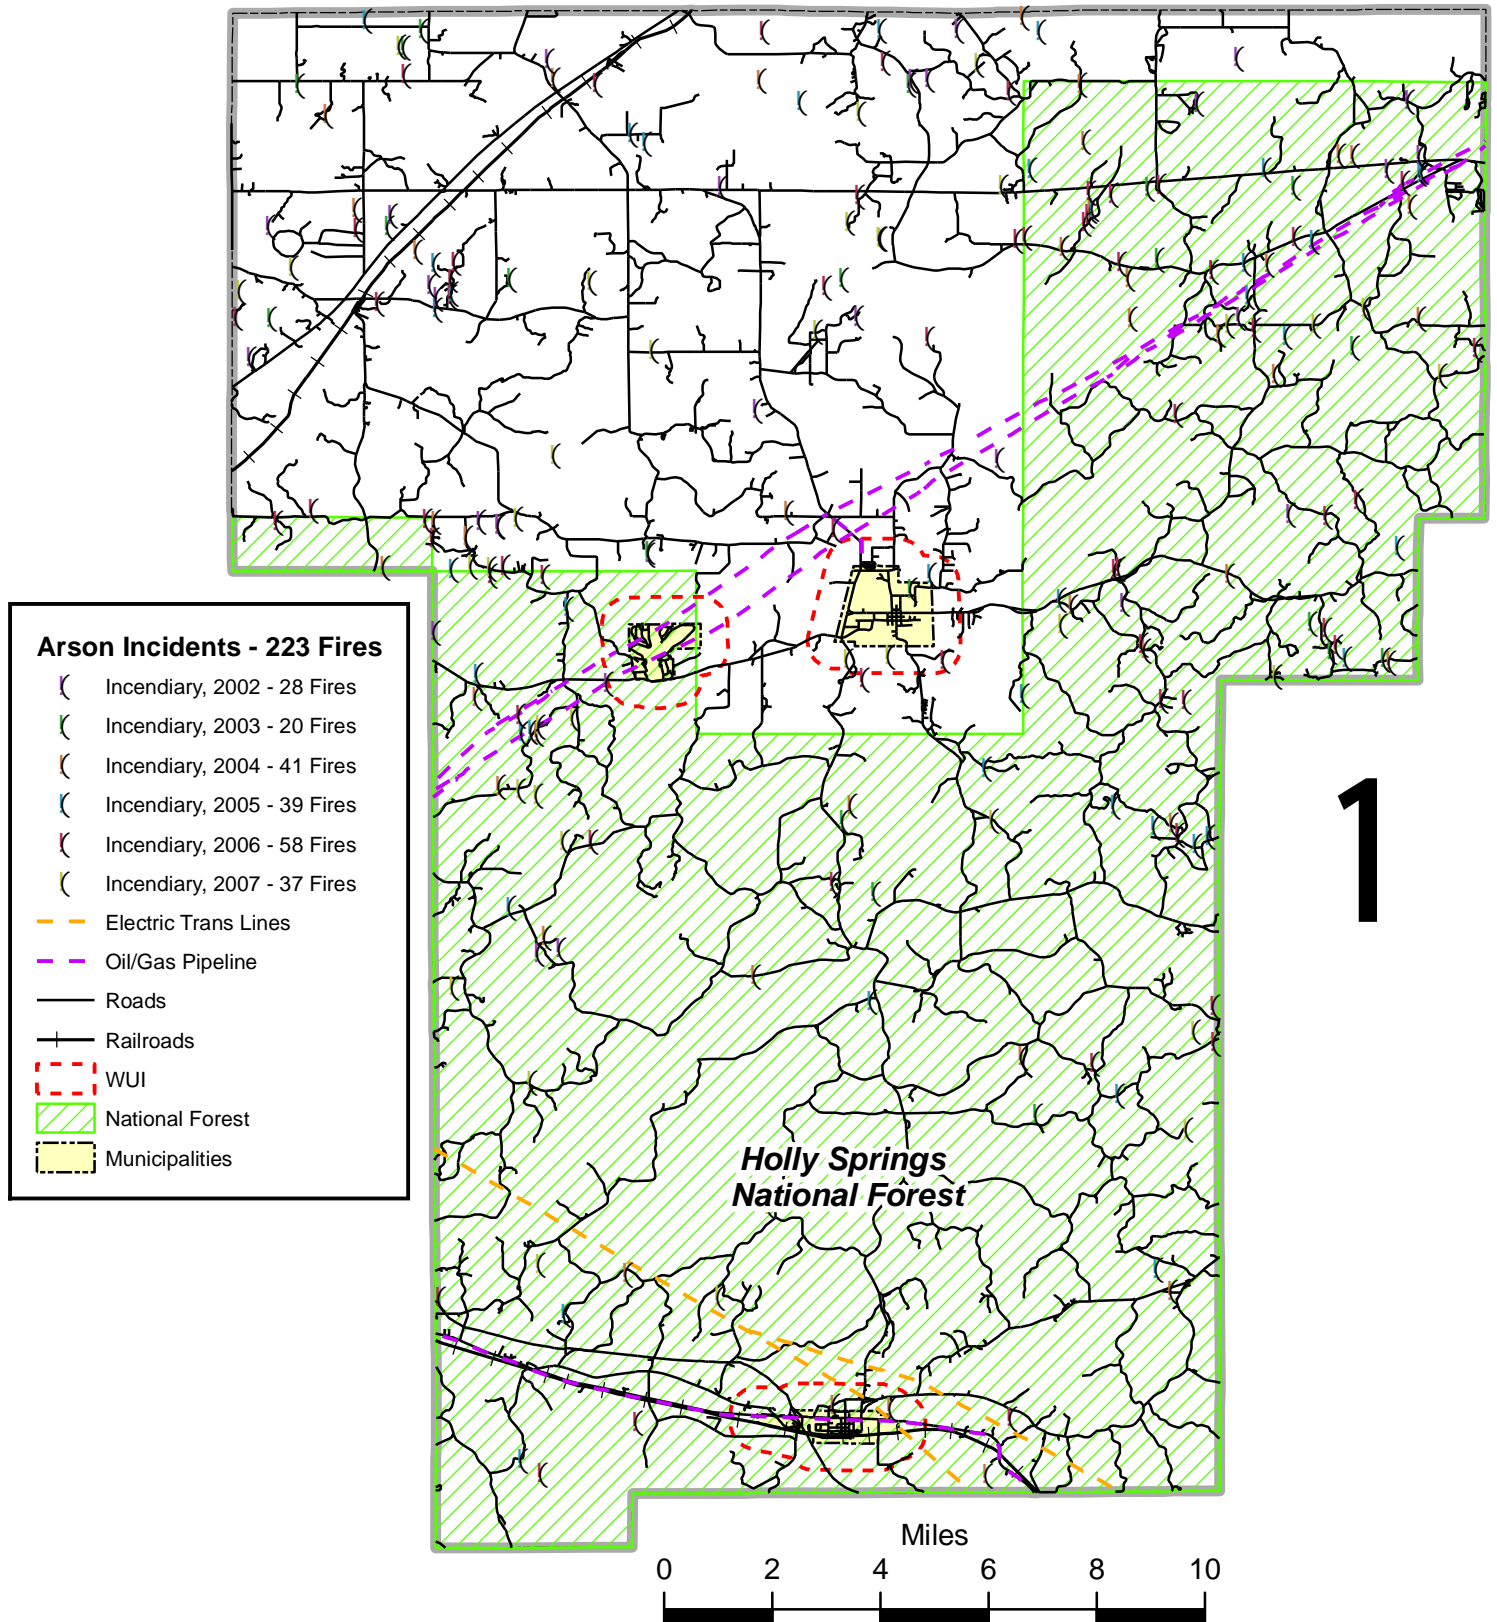 Arson Incidents - 223 Fires
Incendiary, 2002 - 28 Fires
Incendiary, 2003 - 20 Fires
Incendiary, 2004 - 41 Fires
Incendiary, 2005 - 39 Fires
Incendiary, 2006 - 58 Fires
Incendiary, 2007 - 37 Fires
Electric Trans Lines
Oil/Gas Pipeline
Roads
Railroads
WUI
National Forest
Municipalities
1
Holly Springs
National Forest
Miles
0 2 4 6 8 10